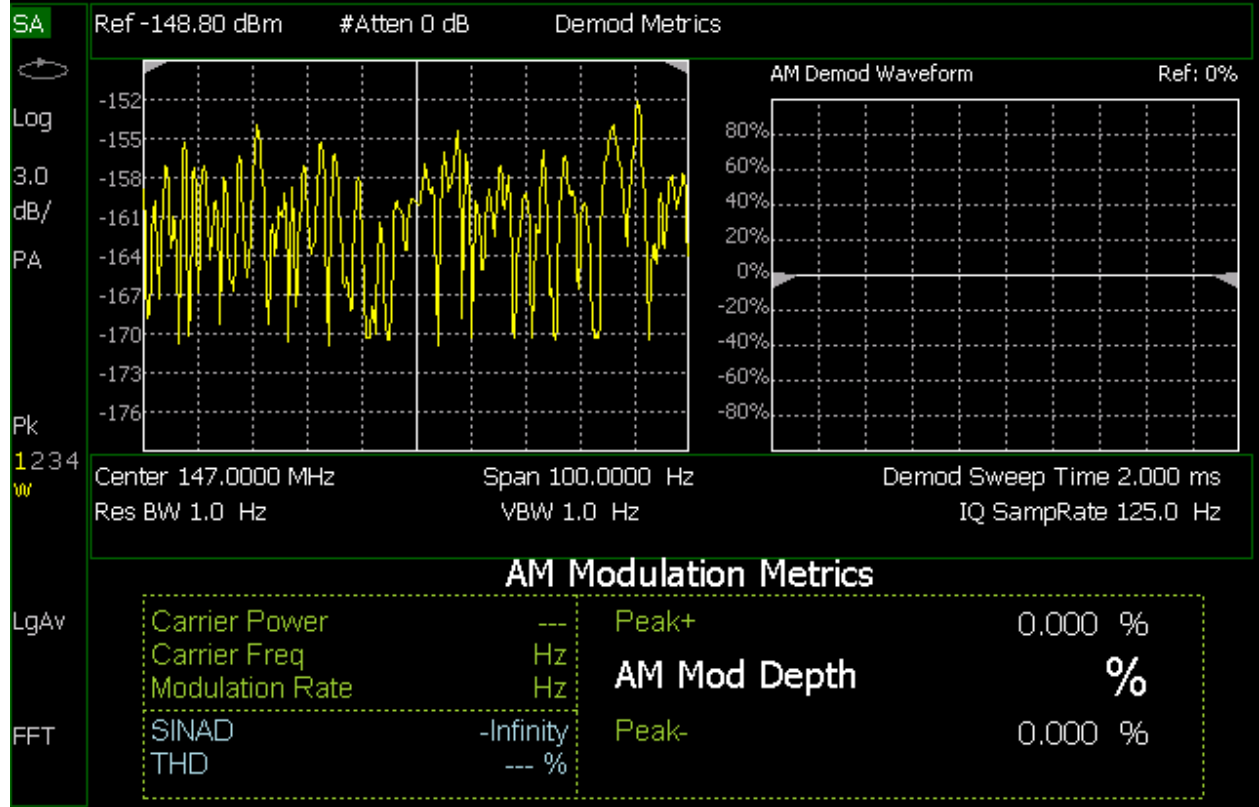 SA
Ref -148.80 dBm #Atten 0 dB Demod Metrics
Log
3.0
dB/
PA
Pk
1234
W
LgAv
FFT
-152
-155
-158
-161
-164
-167
-170
-173
-176
AM Demod Waveform Ref: 0%
80%
60%
40%
20%
0%
-20%
-40%
-60%
-80%
Center 147.0000 MHz Span 100.0000 Hz Demod Sweep Time 2.000 ms
Res BW 1.0 Hz VBW 1.0 Hz IQ SampRate 125.0 Hz
AM Modulation Metrics
Carrier Power ---
Carrier Freq Hz
Modulation Rate Hz
SINAD -Infinity
THD --- %
Peak+ 0.000 %
AM Mod Depth %
Peak- 0.000 %